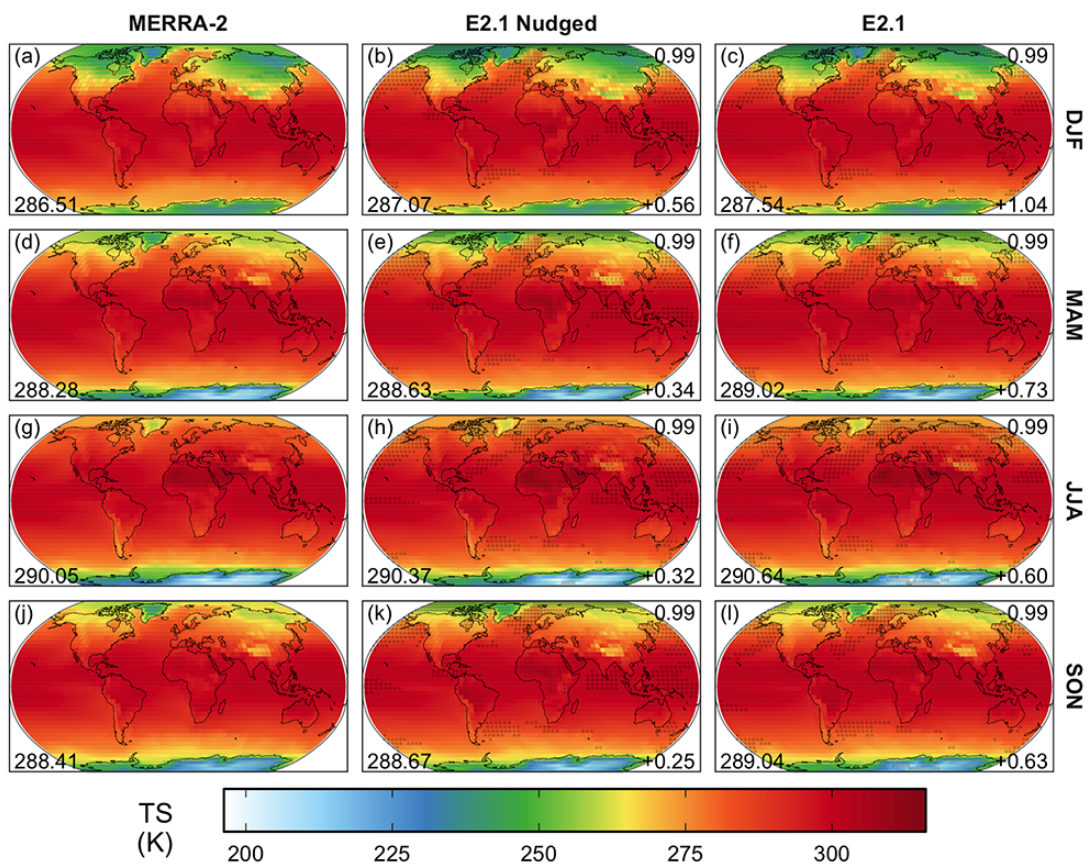 MERRA-2 E2.1 Nudged E2.1
(a) (b) 0.99 (c) 0.99
286.51 287.07 +0.56 287.54 +1.04
DJF
(d) (e) 0.99 (f) 0.99
288.28 288.63 +0.34 289.02 +0.73
MAM
(g) (h) 0.99 (i) 0.99
290.05 290.37 +0.32 290.64 +0.60
JJA
(j) (k) 0.99 (l) 0.99
288.41 288.67 +0.25 289.04 +0.63
SON
TS
(K)
200 225 250 275 300